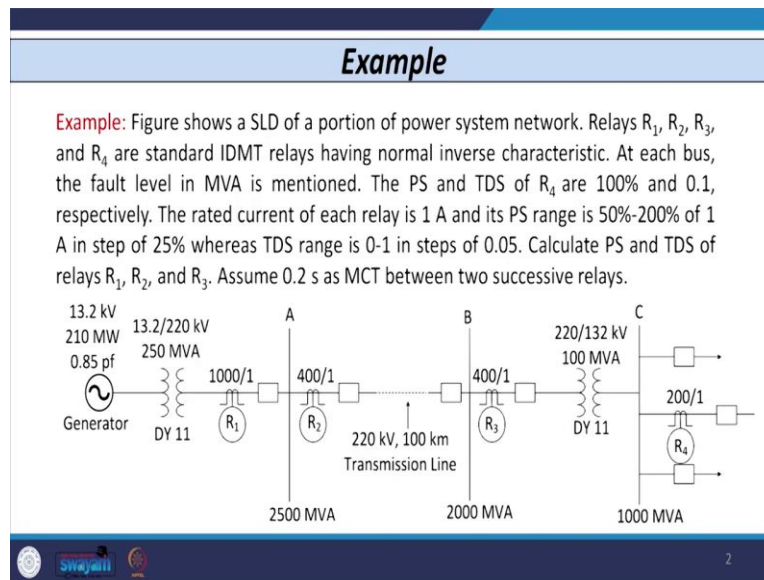 Example
Example: Figure shows a SLD of a portion of power system network. Relays R₁, R₂, R₃,
and R₄ are standard IDMT relays having normal inverse characteristic. At each bus,
the fault level in MVA is mentioned. The PS and TDS of R₄ are 100% and 0.1,
respectively. The rated current of each relay is 1 A and its PS range is 50%-200% of 1
A in step of 25% whereas TDS range is 0-1 in steps of 0.05. Calculate PS and TDS of
relays R₁, R₂, and R₃. Assume 0.2 s as MCT between two successive relays.
13.2 kV
210 MW
0.85 pf
Generator
13.2/220 kV
250 MVA
DY 11
1000/1
R₁
A
400/1
R₂
2500 MVA
220 kV, 100 km
Transmission Line
B
400/1
R₃
2000 MVA
220/132 kV
100 MVA
DY 11
C
200/1
R₄
1000 MVA
swayam
2